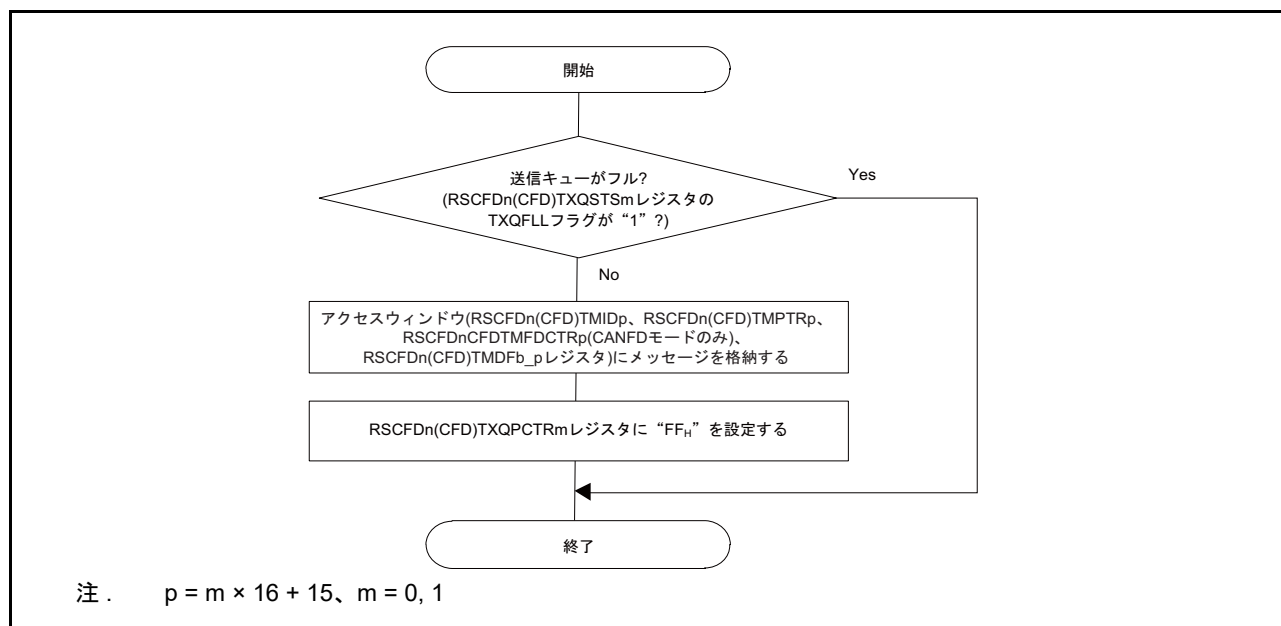 開始
送信キューがフル?
(RSCFDn(CFD)TXQSTSmレジスタの
TXQFLLフラグが“1”?)
Yes
No
アクセスウィンドウ(RSCFDn(CFD)TMIDp、RSCFDn(CFD)TMPTRp、
RSCFDnCFDTMFDCTRp(CANFDモードのみ)、
RSCFDn(CFD)TMDFb_pレジスタ)にメッセージを格納する
RSCFDn(CFD)TXQPCTRmレジスタに“FFH”を設定する
終了
注 . p = m × 16 + 15、m = 0, 1